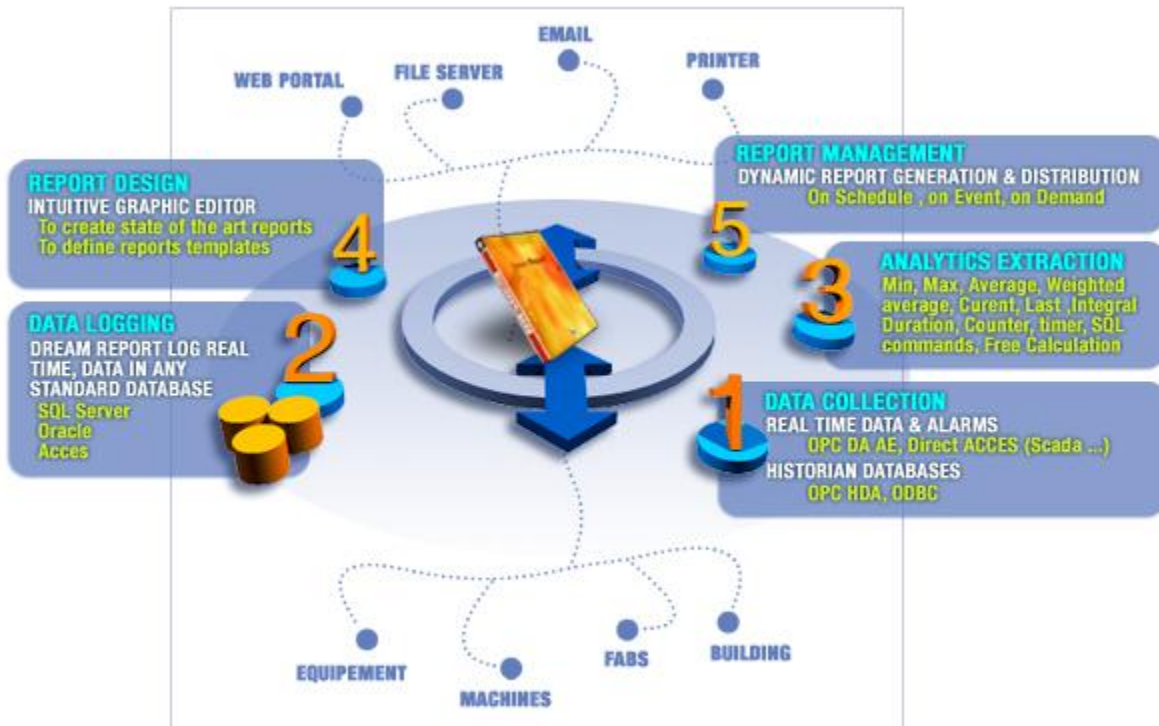 EMAIL
PRINTER
FILE SERVER
WEB PORTAL
REPORT DESIGN
INTUITIVE GRAPHIC EDITOR
To create state of the art reports
To define reports templates
4
REPORT MANAGEMENT
DYNAMIC REPORT GENERATION & DISTRIBUTION
On Schedule , on Event, on Demand
5
ANALYTICS EXTRACTION
Min, Max, Average, Weighted
average, Curent, Last ,Integral
Duration, Counter, timer, SQL
commands, Free Calculation
3
DATA LOGGING
DREAM REPORT LOG REAL
TIME, DATA IN ANY
STANDARD DATABASE
SQL Server
Oracle
Acces
2
DATA COLLECTION
REAL TIME DATA & ALARMS
OPC DA AE, Direct ACCES (Scada ...)
HISTORIAN DATABASES
OPC HDA, ODBC
1
EQUIPEMENT
MACHINES
FABS
BUILDING